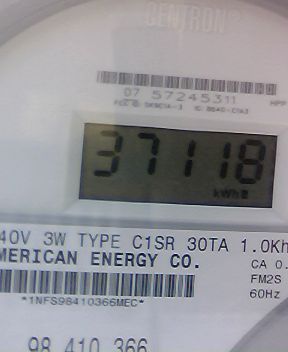 CENTRON®
07 57245311
37118
kWh
40V 3W TYPE C1SR 30TA 1.0Kh
MERICAN ENERGY CO.
CA 0.
FM2S
60Hz
*1NFS98410366MEC*
98 410 366